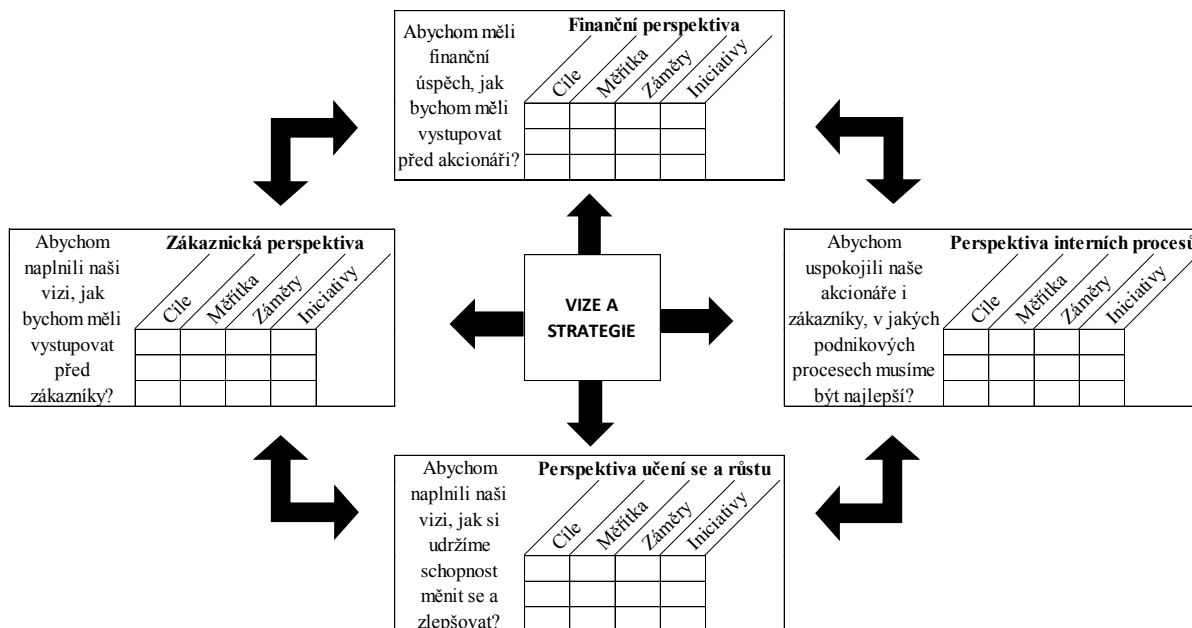 Abychom měli
finanční
úspěch, jak
bychom měli
vystupovat
před akcionáři?
Finanční perspektiva
Cíle
Měřítka
Záměry
Iniciativy
Abychom
naplnili naši
vizi, jak
bychom měli
vystupovat
před
zákazníky?
Zákaznická perspektiva
Cíle
Měřítka
Záměry
Iniciativy
VIZE A
STRATEGIE
Abychom
uspokojili naše
akcionáře i
zákazníky, v jakých
podnikových
procesech musíme
být najlepší?
Perspektiva interních procesů
Cíle
Měřítka
Záměry
Iniciativy
Abychom
naplnili naši
vizi, jak si
udržíme
schopnost
měnit se a
zlepšovat?
Perspektiva učení se a růstu
Cíle
Měřítka
Záměry
Iniciativy